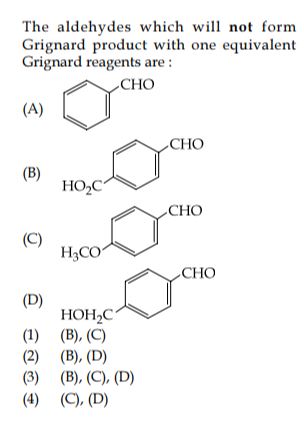 The aldehydes which will not form
Grignard product with one equivalent
Grignard reagents are :
CHO
(A)
CHO
(B)
HO₂C
CHO
(C)
H₃CO
CHO
(D)
HOH₂C
(1) (B), (C)
(2) (B), (D)
(3) (B), (C), (D)
(4) (C), (D)